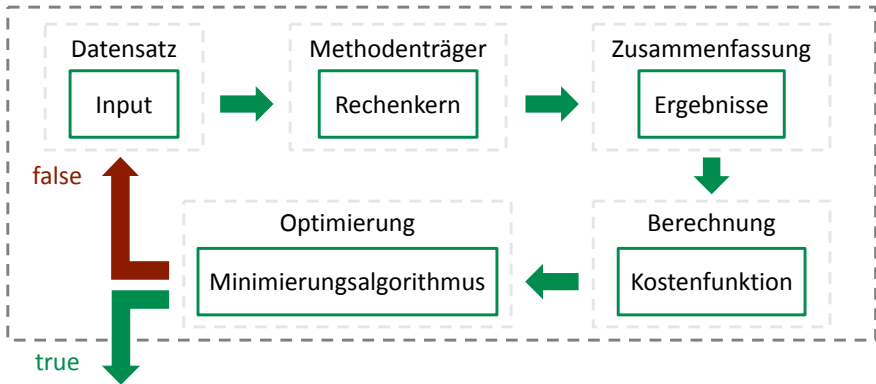 Datensatz
Input
Methodenträger
Rechenkern
Zusammenfassung
Ergebnisse
false
Optimierung
Minimierungsalgorithmus
Berechnung
Kostenfunktion
true